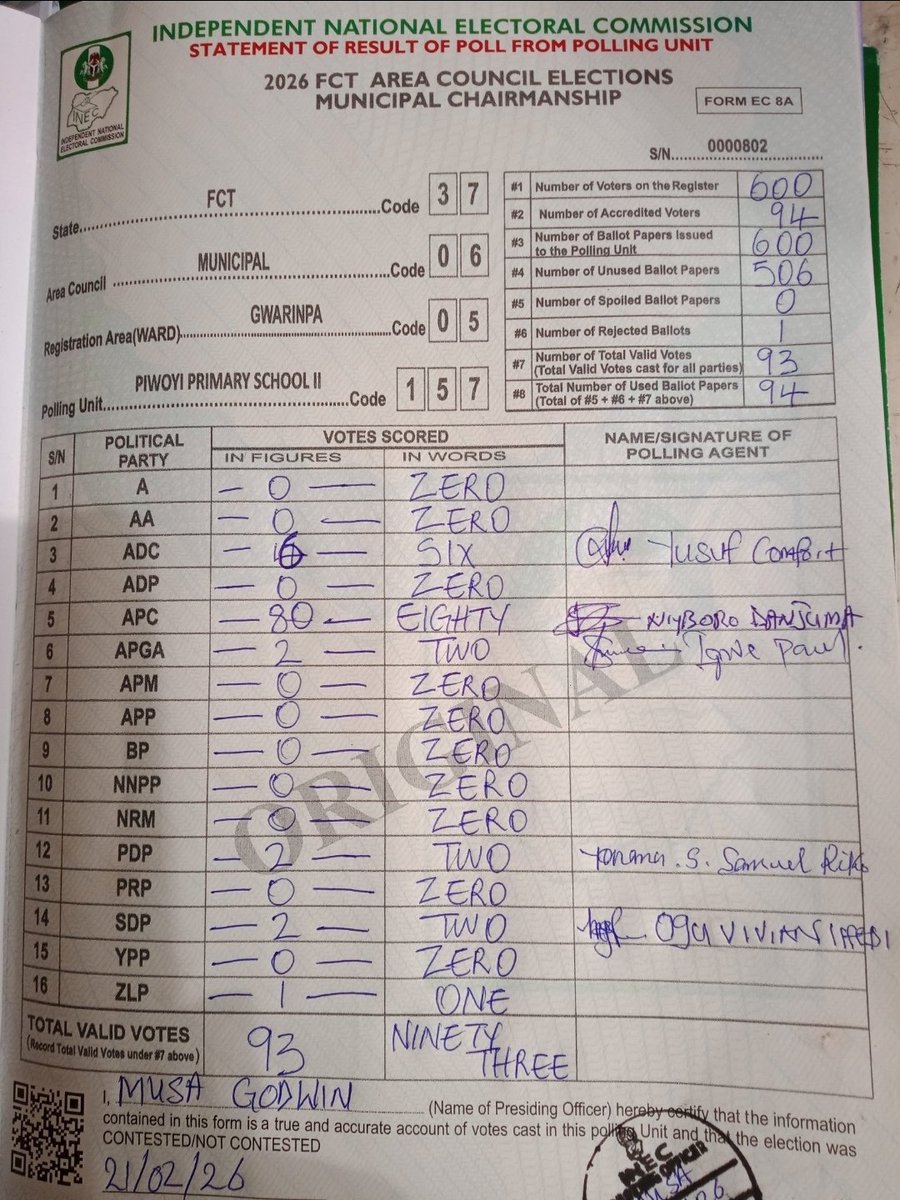 INDEPENDENT NATIONAL ELECTORAL COMMISSION
STATEMENT OF RESULT OF POLL FROM POLLING UNIT
2026 FCT AREA COUNCIL ELECTIONS
MUNICIPAL CHAIRMANSHIP
FORM EC 8A
INEC
INDEPENDENT NATIONAL
ELECTORAL COMMISSION
S/N 0000802
State FCT Code 3 7
Area Council MUNICIPAL Code 0 6
Registration Area(WARD) GWARINPA Code 0 5
Polling Unit PIWOYI PRIMARY SCHOOL II Code 1 5 7
#1 Number of Voters on the Register 600
#2 Number of Accredited Voters 94
#3 Number of Ballot Papers Issued
to the Polling Unit 600
#4 Number of Unused Ballot Papers 506
#5 Number of Spoiled Ballot Papers 0
#6 Number of Rejected Ballots 1
#7 Number of Total Valid Votes
(Total Valid Votes cast for all parties) 93
#8 Total Number of Used Ballot Papers
(Total of #5 + #6 + #7 above) 94
S/N POLITICAL PARTY VOTES SCORED NAME/SIGNATURE OF POLLING AGENT
IN FIGURES IN WORDS
1 A - 0 - ZERO
2 AA - 0 - ZERO
3 ADC - 6 SIX Yusuf Comfort
4 ADP - 0 - ZERO
5 APC - 80 - EIGHTY DANJUMA
6 APGA - 2 - TWO Igwe Paul.
7 APM - 0 - ZERO
8 APP - 0 - ZERO
9 BP - 0 - ZERO
10 NNPP - 0 - ZERO
11 NRM - 0 - ZERO
12 PDP - 2 - TWO S. Samuel
13 PRP - 0 - ZERO
14 SDP - 2 - TWO VIVIAN
15 YPP - 0 - ZERO
16 ZLP - 1 - ONE
TOTAL VALID VOTES
(Record Total Valid Votes under #7 above) 93 NINETY THREE
ORIGINAL
I, MUSA GODWIN (Name of Presiding Officer) hereby certify that the information
contained in this form is a true and accurate account of votes cast in this polling Unit and that the election was
CONTESTED/NOT CONTESTED
21/02/26
INEC